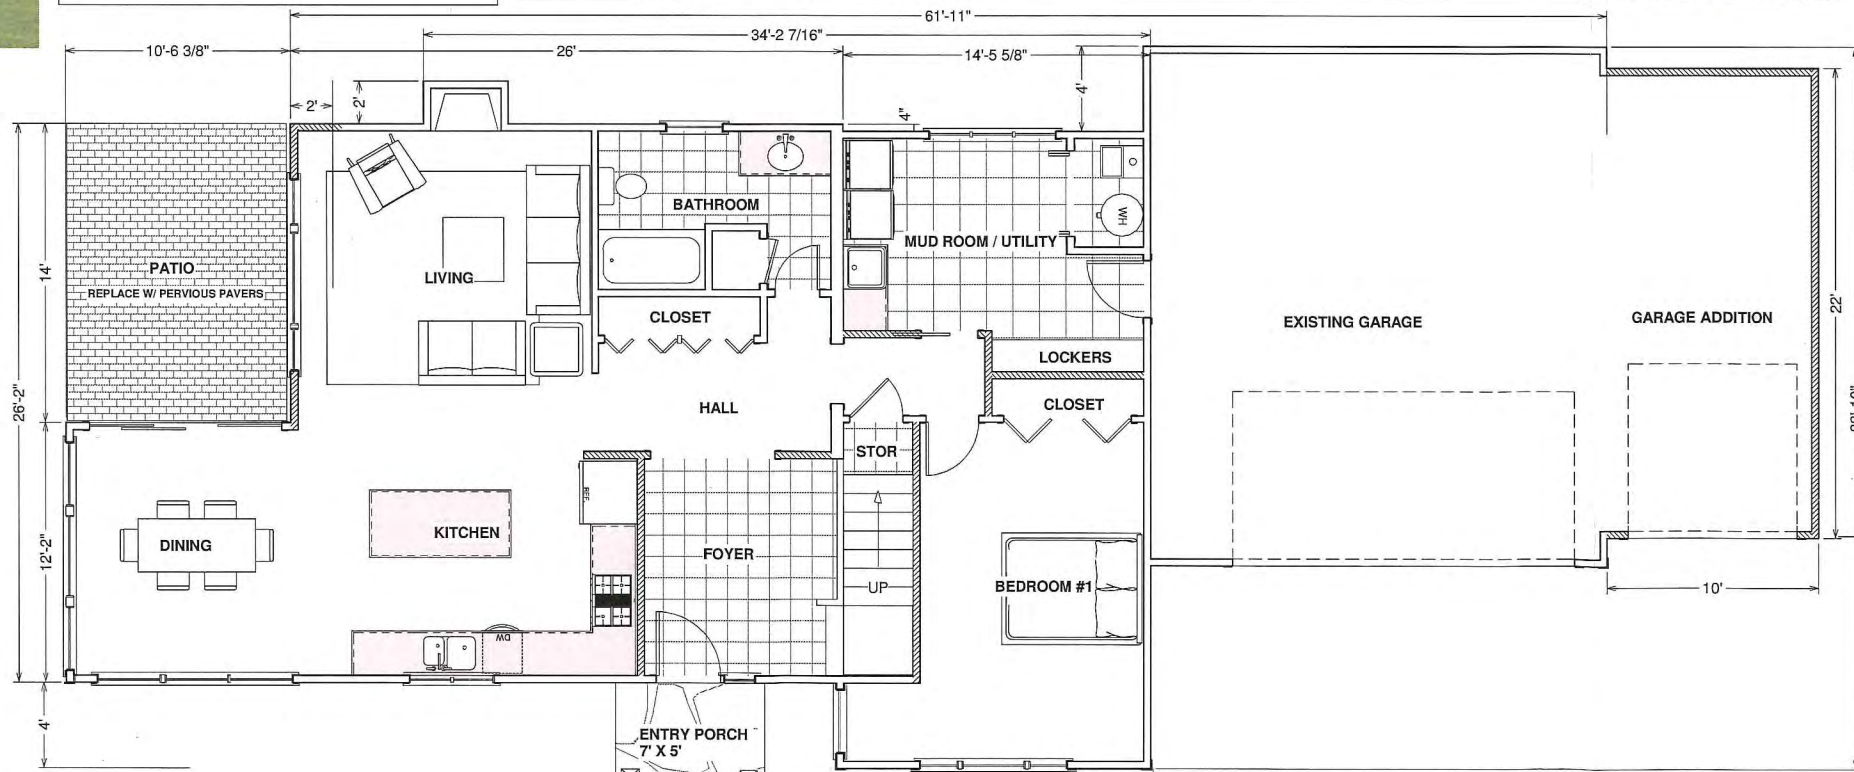 61'-11"
34'-2 7/16"
10'-6 3/8"
26'
14'-5 5/8"
2'
2'
4'
4"
BATHROOM
WH
MUD ROOM / UTILITY
PATIO
REPLACE W/ PERVIOUS PAVERS
LIVING
14'
CLOSET
EXISTING GARAGE
GARAGE ADDITION
22'
LOCKERS
26'-2"
HALL
CLOSET
STOR
REF.
KITCHEN
DINING
FOYER
12'-2"
UP
BEDROOM #1
10'
DW
4'
ENTRY PORCH
7' X 5'